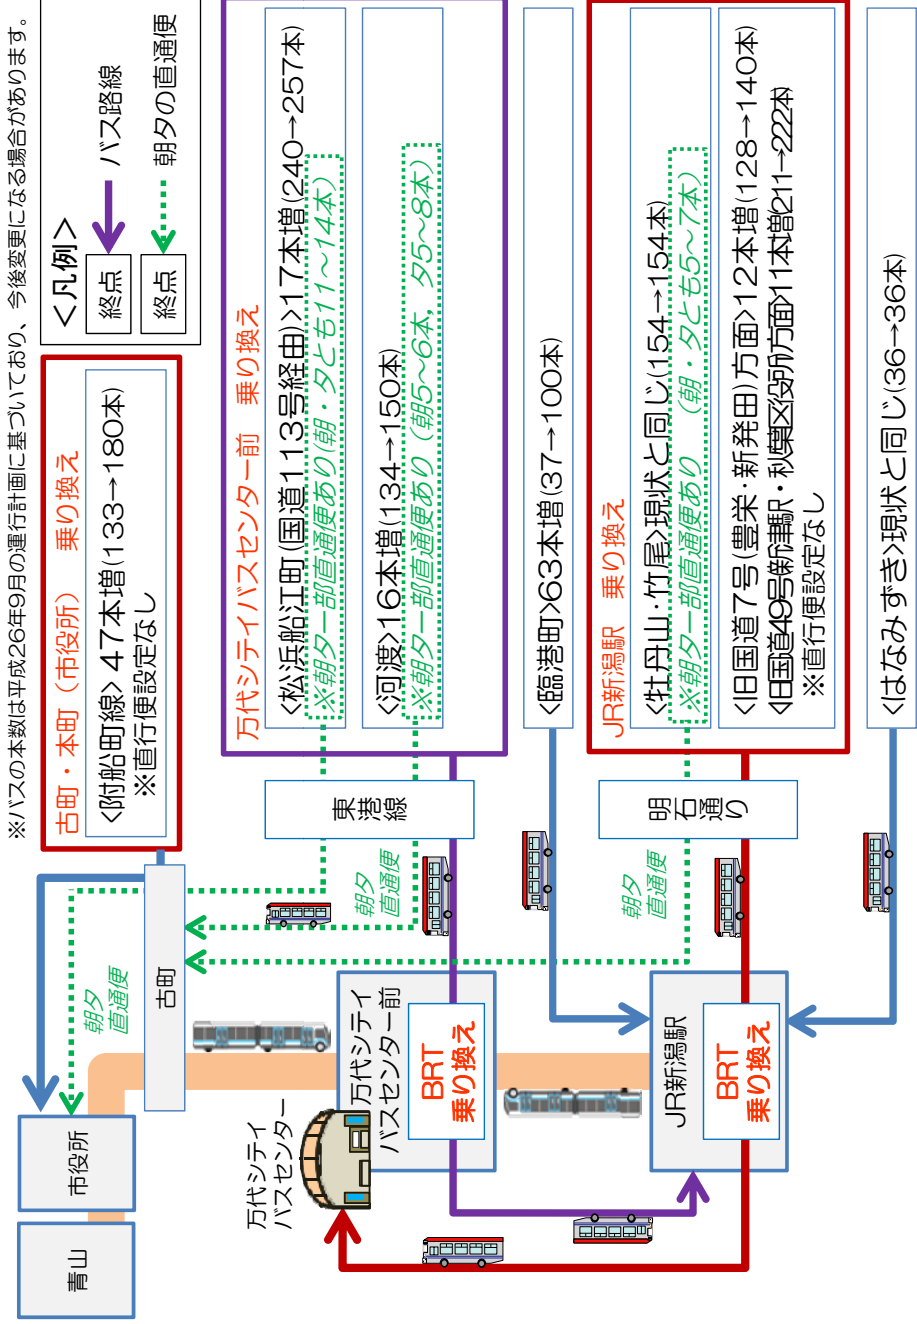 ※バスの本数は平成26年9月の運行計画に基づいており、今後変更になる場合があります。
<凡例>
終点
バス路線
終点
朝夕の直通便
古町・本町（市役所）　乗り換え
<附船町線>47本増(133→180本)
※直行便設定なし
万代シティバスセンター前　乗り換え
<松浜船江町(国道113号経由)>17本増(240→257本)
※朝夕一部直通便あり(朝・夕とも11～14本)
<河渡>16本増(134→150本)
※朝夕一部直通便あり（朝5～6本，夕5～8本）
<臨港町>63本増(37→100本)
JR新潟駅　乗り換え
<牡丹山・竹尾>現状と同じ(154→154本)
※朝夕一部直通便あり　（朝・夕とも5～7本）
<旧国道7号(豊栄・新発田)方面>12本増(128→140本)
<旧国道49号(新津駅・秋葉区役所)方面>11本増(211→222本)
※直行便設定なし
<はなみずき>現状と同じ(36→36本)
東港線
明石通り
朝夕
直通便
朝夕
直通便
朝夕
直通便
青山
市役所
古町
万代シティ
バスセンター
万代シティ
バスセンター前
BRT
乗り換え
JR新潟駅
BRT
乗り換え